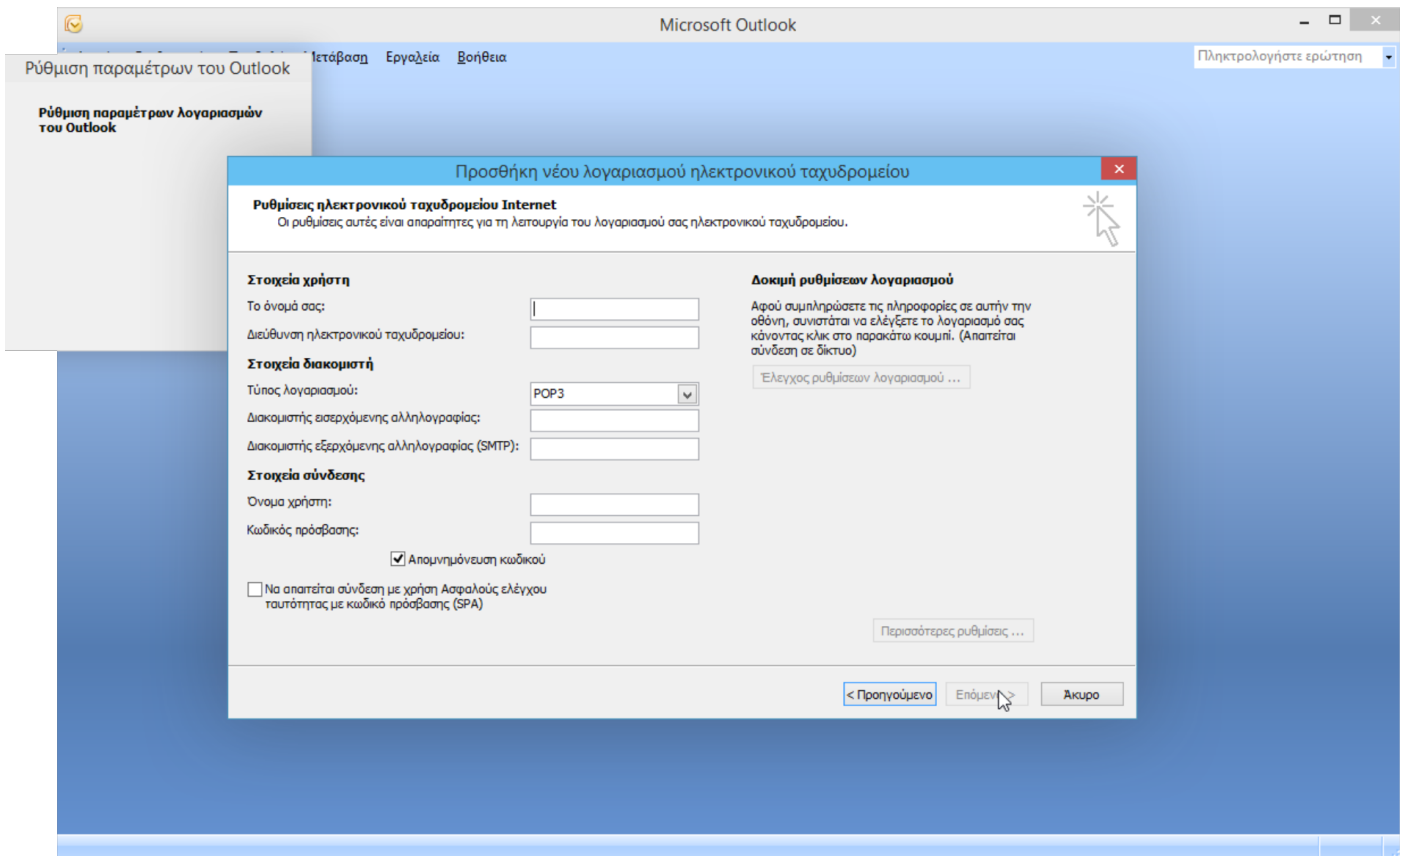 Microsoft Outlook
Μετάβαση Εργαλεία Βοήθεια
Πληκτρολογήστε ερώτηση
Ρύθμιση παραμέτρων του Outlook
Ρύθμιση παραμέτρων λογαριασμών
του Outlook
Προσθήκη νέου λογαριασμού ηλεκτρονικού ταχυδρομείου
Ρυθμίσεις ηλεκτρονικού ταχυδρομείου Internet
Οι ρυθμίσεις αυτές είναι απαραίτητες για τη λειτουργία του λογαριασμού σας ηλεκτρονικού ταχυδρομείου.
Στοιχεία χρήστη
Το όνομά σας:
Διεύθυνση ηλεκτρονικού ταχυδρομείου:
Στοιχεία διακομιστή
Τύπος λογαριασμού:
POP3
Διακομιστής εισερχόμενης αλληλογραφίας:
Διακομιστής εξερχόμενης αλληλογραφίας (SMTP):
Στοιχεία σύνδεσης
Όνομα χρήστη:
Κωδικός πρόσβασης:
Απομνημόνευση κωδικού
Να απαιτείται σύνδεση με χρήση Ασφαλούς ελέγχου
ταυτότητας με κωδικό πρόσβασης (SPA)
Δοκιμή ρυθμίσεων λογαριασμού
Αφού συμπληρώσετε τις πληροφορίες σε αυτήν την
οθόνη, συνιστάται να ελέγξετε το λογαριασμό σας
κάνοντας κλικ στο παρακάτω κουμπί. (Απαιτείται
σύνδεση σε δίκτυο)
Έλεγχος ρυθμίσεων λογαριασμού ...
Περισσότερες ρυθμίσεις ...
< Προηγούμενο
Επόμενο >
Άκυρο